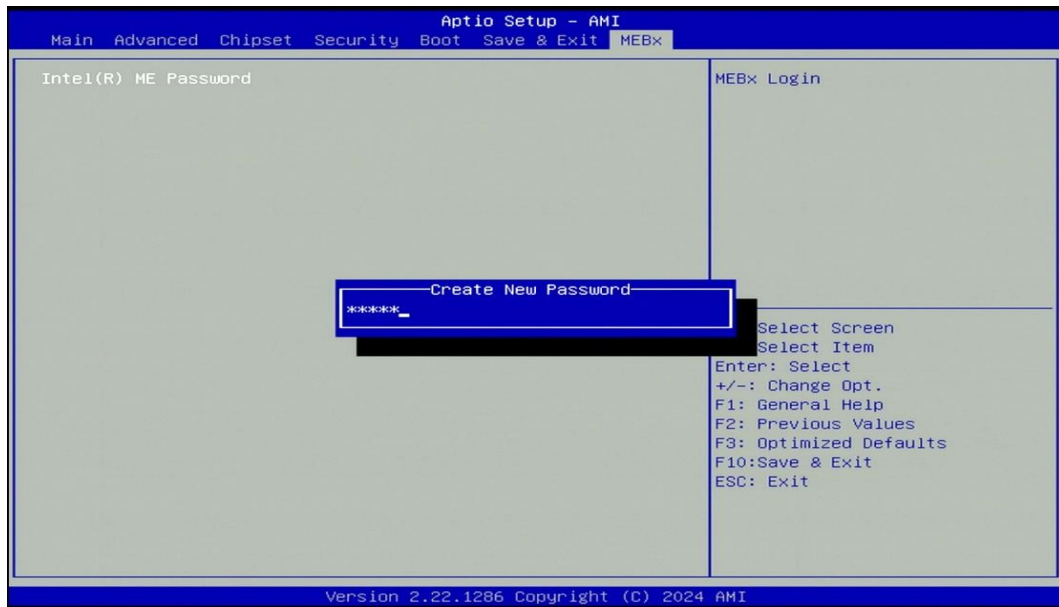 Aptio Setup – AMI
Main Advanced Chipset Security Boot Save & Exit MEBx
Intel(R) ME Password
MEBx Login
Create New Password
*****_
Select Screen
Select Item
Enter: Select
+/-: Change Opt.
F1: General Help
F2: Previous Values
F3: Optimized Defaults
F10:Save & Exit
ESC: Exit
Version 2.22.1286 Copyright (C) 2024 AMI